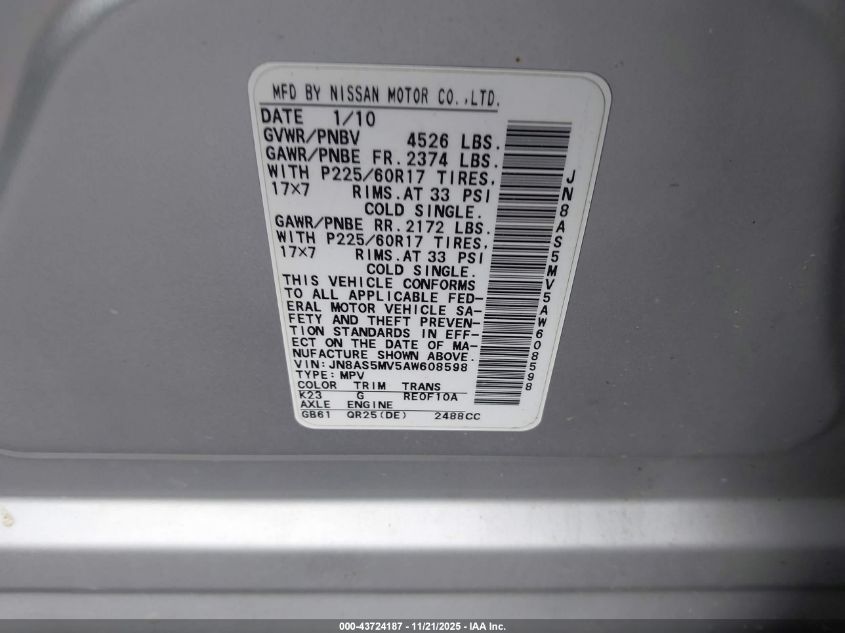 MFD BY NISSAN MOTOR CO.,LTD.
DATE 1/10
GVWR/PNBV 4526 LBS.
GAWR/PNBE FR. 2374 LBS.
WITH P225/60R17 TIRES,
17×7 RIMS.AT 33 PSI
COLD SINGLE.
GAWR/PNBE RR. 2172 LBS.
WITH P225/60R17 TIRES,
17×7 RIMS.AT 33 PSI
COLD SINGLE.
THIS VEHICLE CONFORMS
TO ALL APPLICABLE FED-
ERAL MOTOR VEHICLE SA-
FETY AND THEFT PREVEN-
TION STANDARDS IN EFF-
ECT ON THE DATE OF MA-
NUFACTURE SHOWN ABOVE.
VIN: JN8AS5MV5AW608598
TYPE: MPV
COLOR TRIM TRANS
K23 G RE0F10A
AXLE ENGINE
GB61 QR25(DE) 2488CC
JN8AS5MV5AW608598
000-43724187 - 11/21/2025 - IAA Inc.